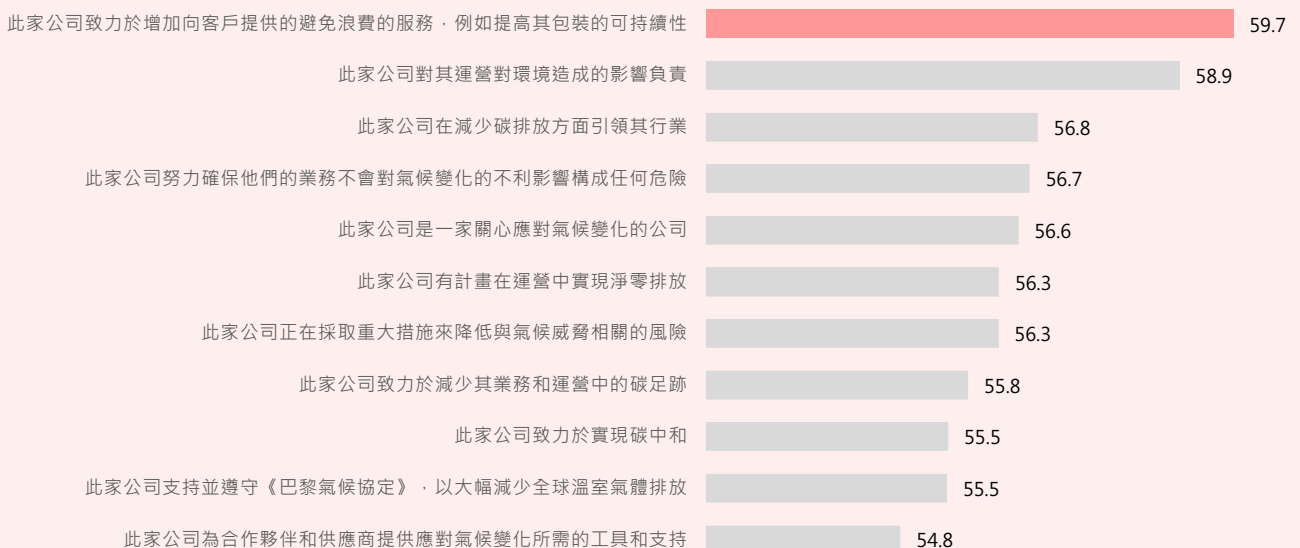 此家公司致力於增加向客戶提供的避免浪費的服務，例如提高其包裝的可持續性 59.7
此家公司對其運營對環境造成的影響負責 58.9
此家公司在減少碳排放方面引領其行業 56.8
此家公司努力確保他們的業務不會對氣候變化的不利影響構成任何危險 56.7
此家公司是一家關心應對氣候變化的公司 56.6
此家公司有計畫在運營中實現淨零排放 56.3
此家公司正在採取重大措施來降低與氣候威脅相關的風險 56.3
此家公司致力於減少其業務和運營中的碳足跡 55.8
此家公司致力於實現碳中和 55.5
此家公司支持並遵守《巴黎氣候協定》，以大幅減少全球溫室氣體排放 55.5
此家公司為合作夥伴和供應商提供應對氣候變化所需的工具和支持 54.8